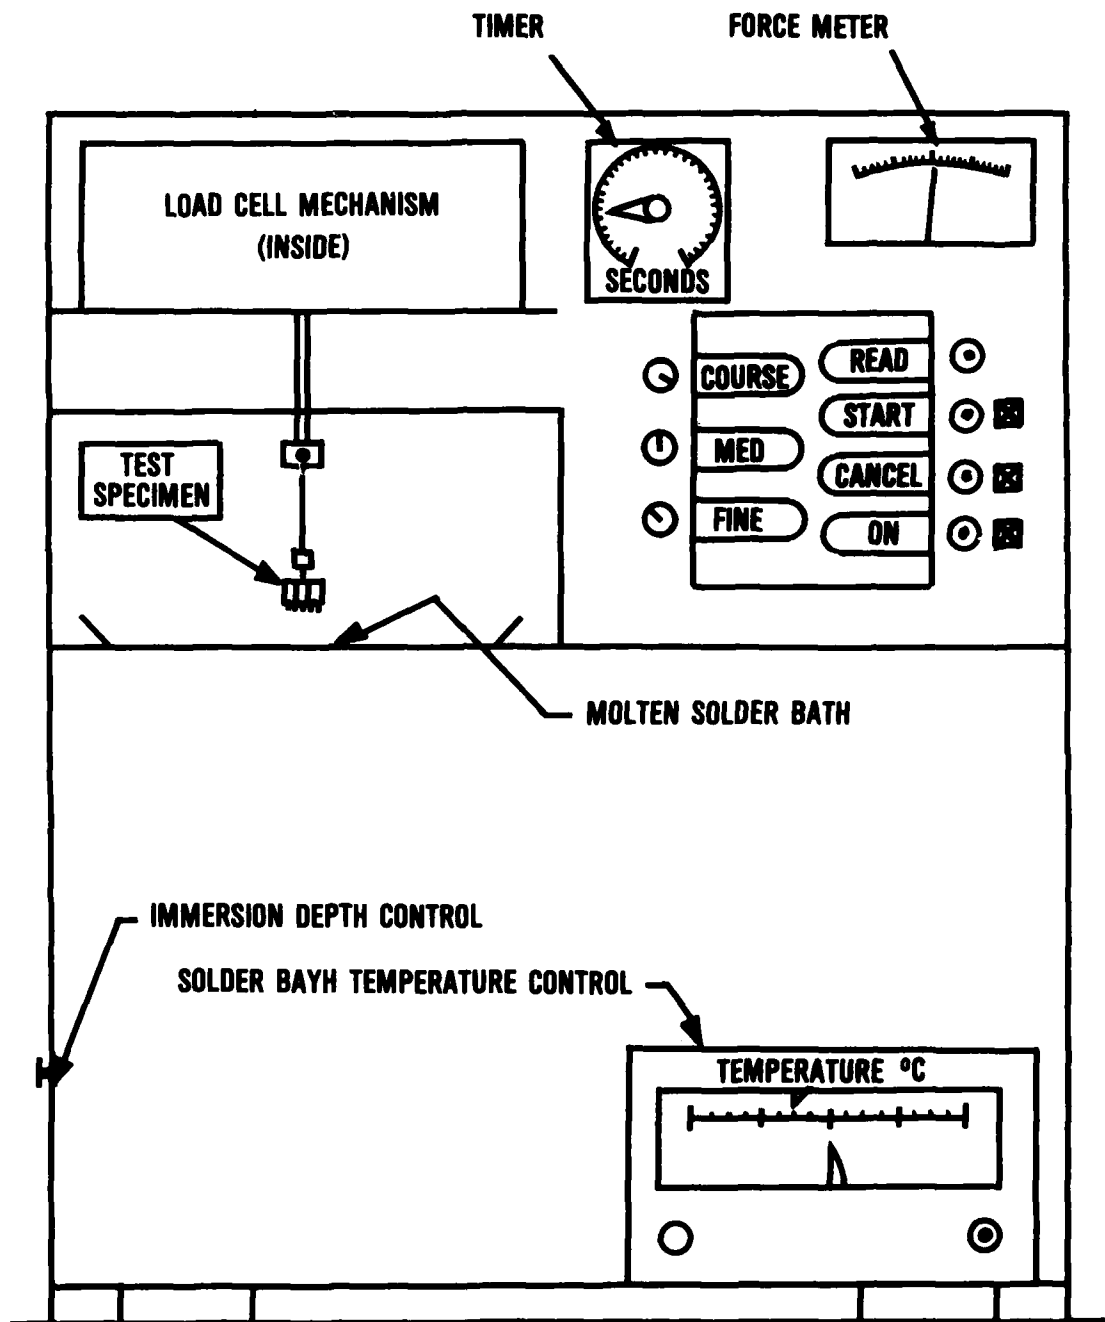 TIMER
FORCE METER
LOAD CELL MECHANISM
(INSIDE)
SECONDS
COURSE
MED
FINE
READ
START
CANCEL
ON
TEST
SPECIMEN
MOLTEN SOLDER BATH
IMMERSION DEPTH CONTROL
SOLDER BAYH TEMPERATURE CONTROL
TEMPERATURE ºC